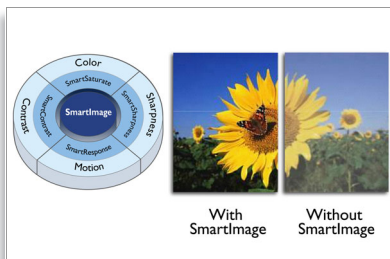 Color
SmartSaturate
Contrast
SmartContrast
SmartImage
SmartSharpness
Sharpness
SmartResponse
Motion
With
SmartImage
Without
SmartImage